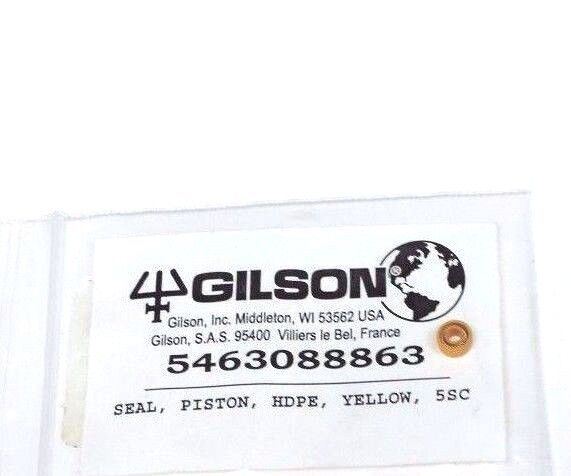 GILSON®
Gilson, Inc. Middleton, WI 53562 USA
Gilson, S.A.S. 95400 Villiers le Bel, France
5463088863
SEAL, PISTON, HDPE, YELLOW, 5SC